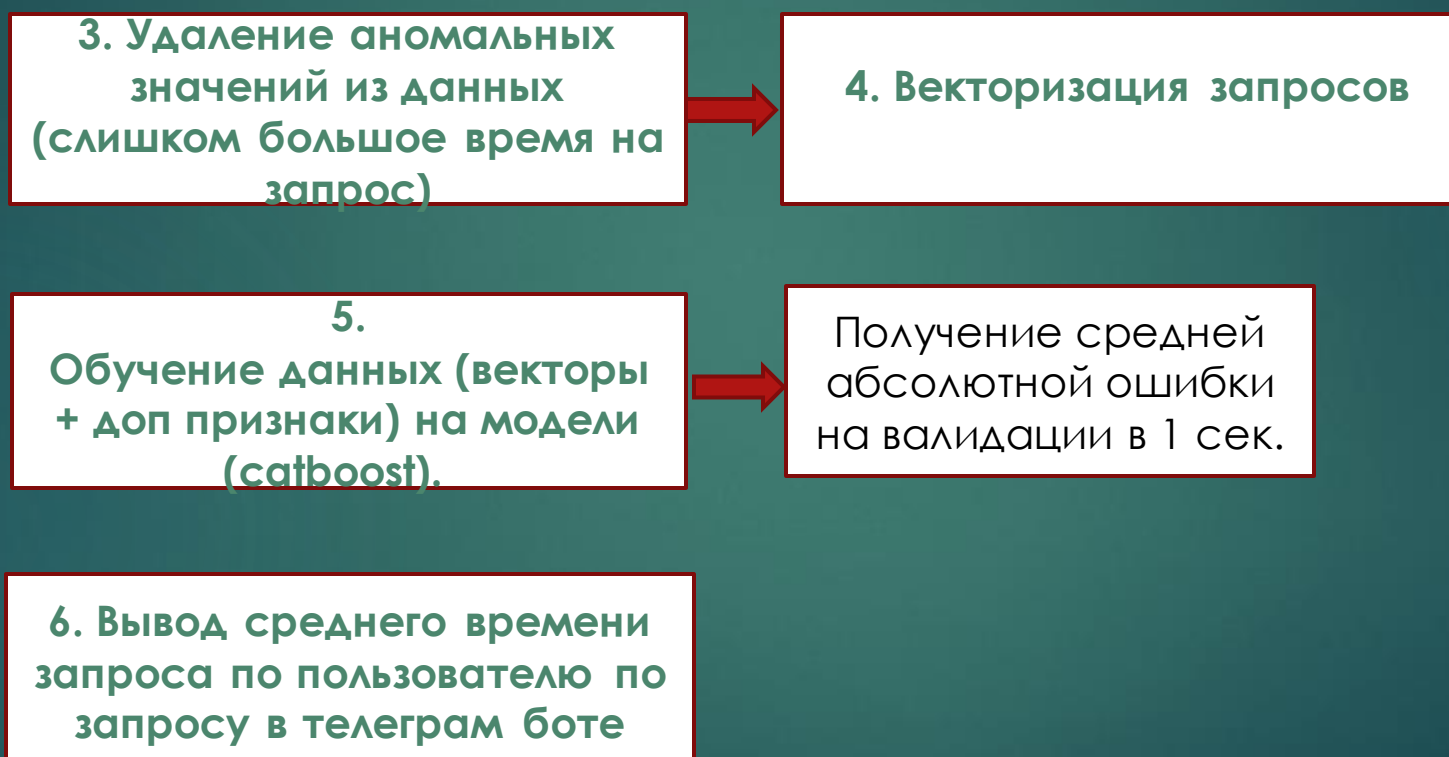 3. Удаление аномальных
значений из данных
(слишком большое время на
запрос)
4. Векторизация запросов
5.
Обучение данных (векторы
+ доп признаки) на модели
(catboost).
Получение средней
абсолютной ошибки
на валидации в 1 сек.
6. Вывод среднего времени
запроса по пользователю по
запросу в телеграм боте